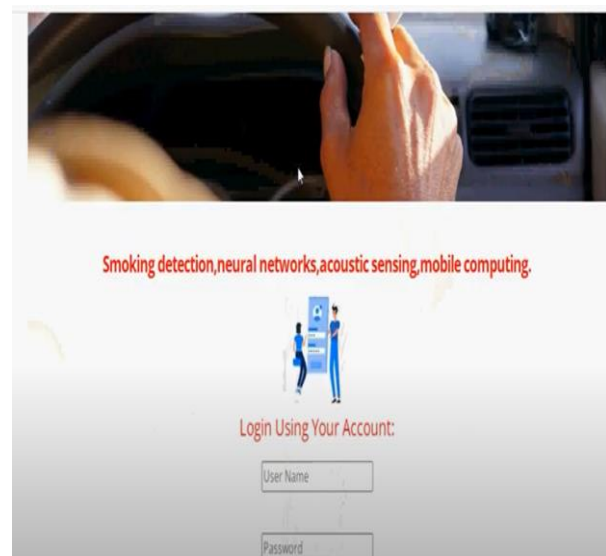 Smoking detection,neural networks,acoustic sensing,mobile computing.
Login Using Your Account:
User Name
Password